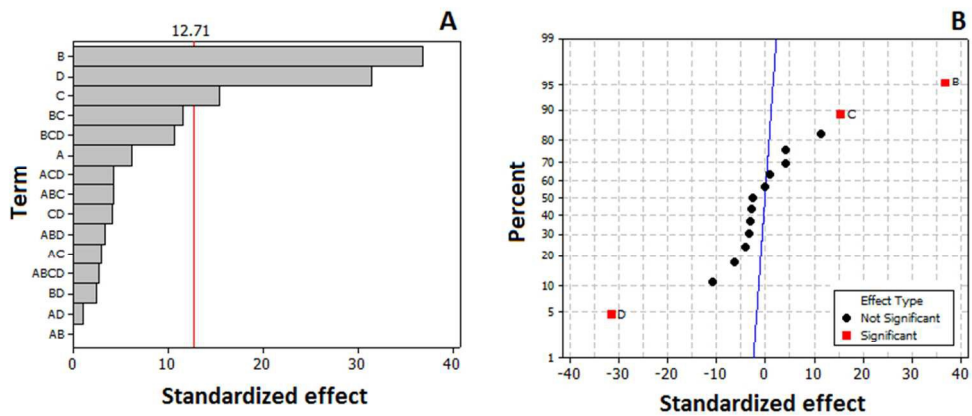 A
12.71
Term
B
D
C
BC
BCD
A
ACD
ABC
CD
ABD
AC
ABCD
BD
AD
AB
0 10 20 30 40
Standardized effect
B
Percent
99
95
90
80
70
60
50
40
30
20
10
5
1
B
C
D
Effect Type
Not Significant
Significant
-40 -30 -20 -10 0 10 20 30 40
Standardized effect